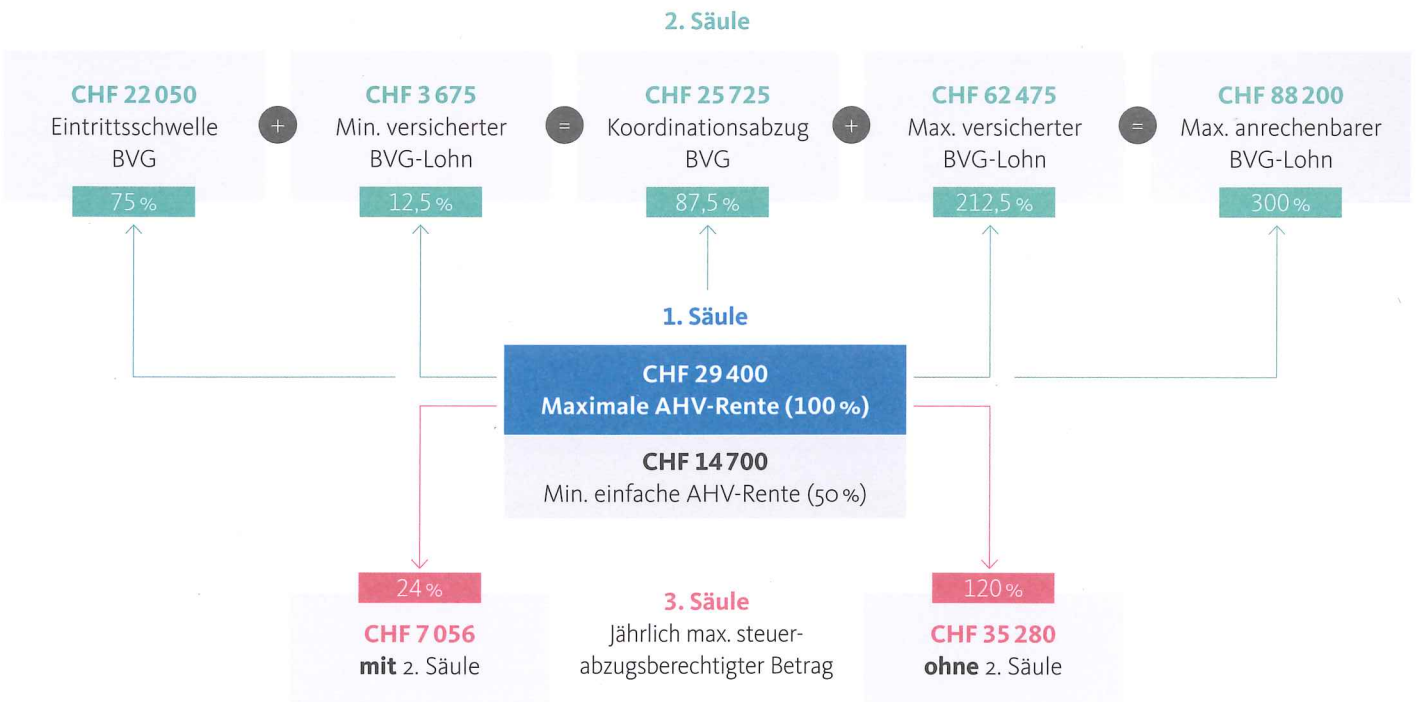 2. Säule
CHF 22 050
Eintrittsschwelle
BVG
75 %
+
CHF 3 675
Min. versicherter
BVG-Lohn
12,5 %
=
CHF 25 725
Koordinationsabzug
BVG
87,5 %
+
CHF 62 475
Max. versicherter
BVG-Lohn
212,5 %
=
CHF 88 200
Max. anrechenbarer
BVG-Lohn
300 %
1. Säule
CHF 29 400
Maximale AHV-Rente (100 %)
CHF 14 700
Min. einfache AHV-Rente (50 %)
24 %
CHF 7 056
mit 2. Säule
3. Säule
Jährlich max. steuer-
abzugsberechtigter Betrag
120 %
CHF 35 280
ohne 2. Säule